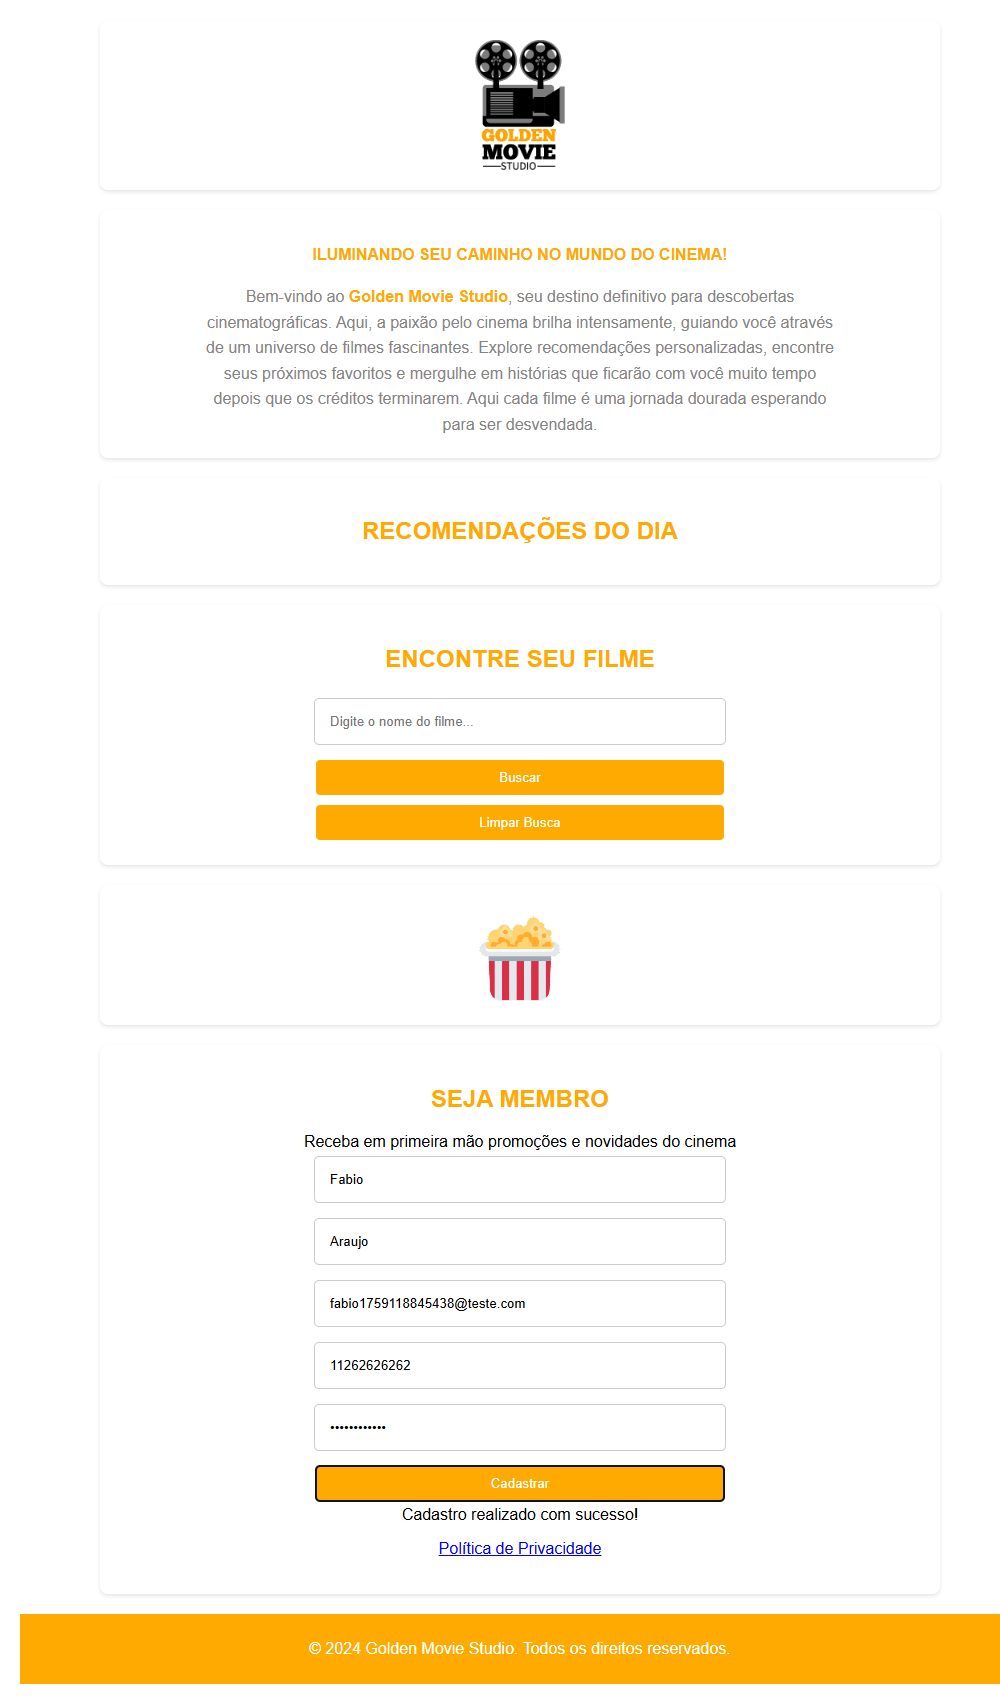 GOLDEN
MOVIE
STUDIO
ILUMINANDO SEU CAMINHO NO MUNDO DO CINEMA!
Bem-vindo ao Golden Movie Studio, seu destino definitivo para descobertas
cinematográficas. Aqui, a paixão pelo cinema brilha intensamente, guiando você através
de um universo de filmes fascinantes. Explore recomendações personalizadas, encontre
seus próximos favoritos e mergulhe em histórias que ficarão com você muito tempo
depois que os créditos terminarem. Aqui cada filme é uma jornada dourada esperando
para ser desvendada.
RECOMENDAÇÕES DO DIA
ENCONTRE SEU FILME
Digite o nome do filme...
Buscar
Limpar Busca
SEJA MEMBRO
Receba em primeira mão promoções e novidades do cinema
Fabio
Araujo
fabio1759118845438@teste.com
11262626262
••••••••••••
Cadastrar
Cadastro realizado com sucesso!
Política de Privacidade
© 2024 Golden Movie Studio. Todos os direitos reservados.